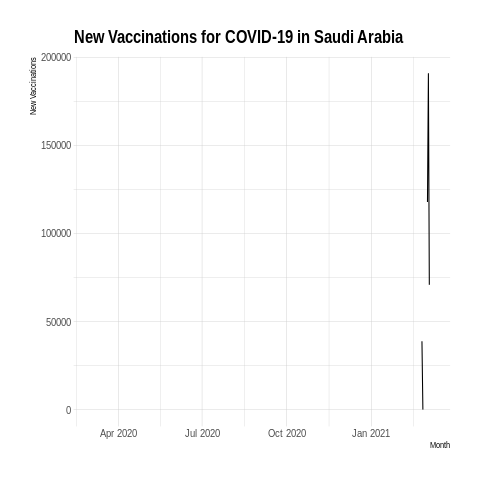 New Vaccinations for COVID-19 in Saudi Arabia
New Vaccinations
200000
150000
100000
50000
0
Apr 2020
Jul 2020
Oct 2020
Jan 2021
Month